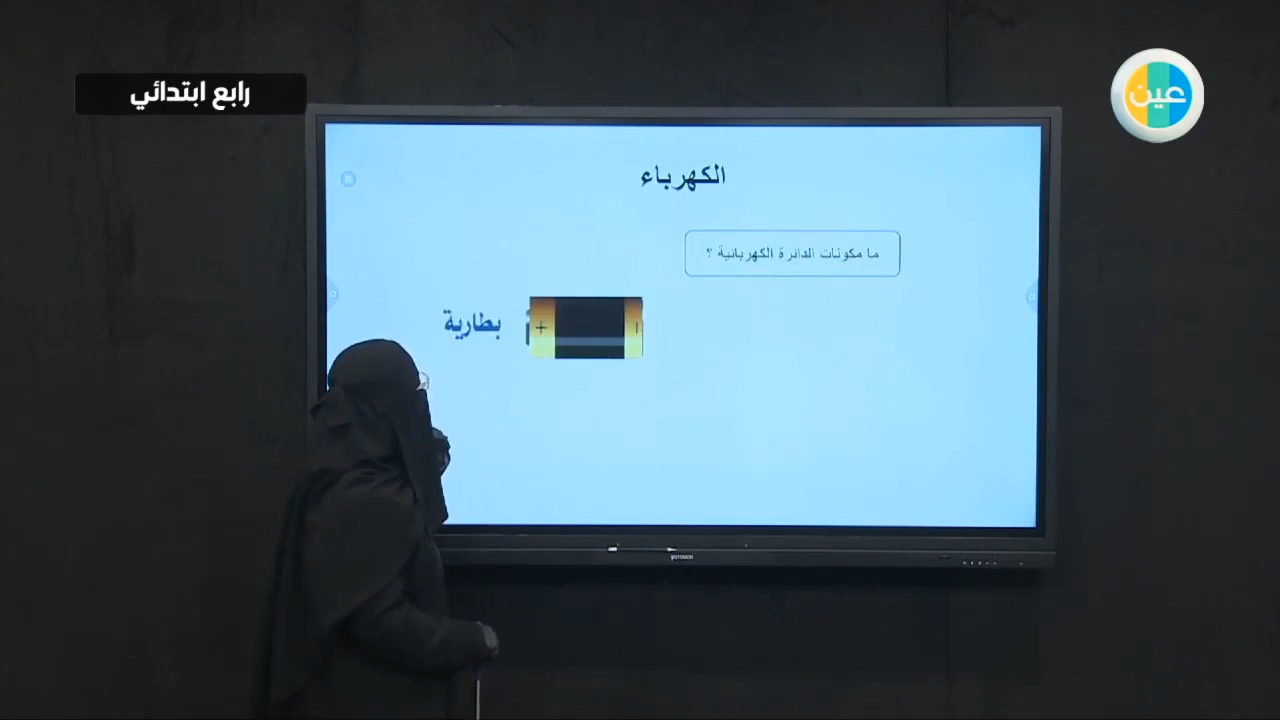 رابع ابتدائي
عين
الكهرباء
ما مكونات الدائرة الكهربائية ؟
بطارية
+